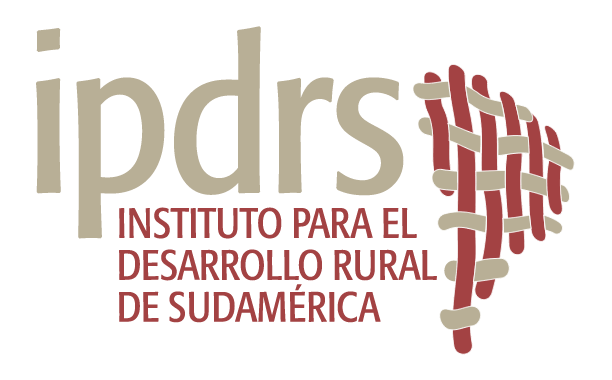 ipdrs
INSTITUTO PARA EL
DESARROLLO RURAL
DE SUDAMÉRICA